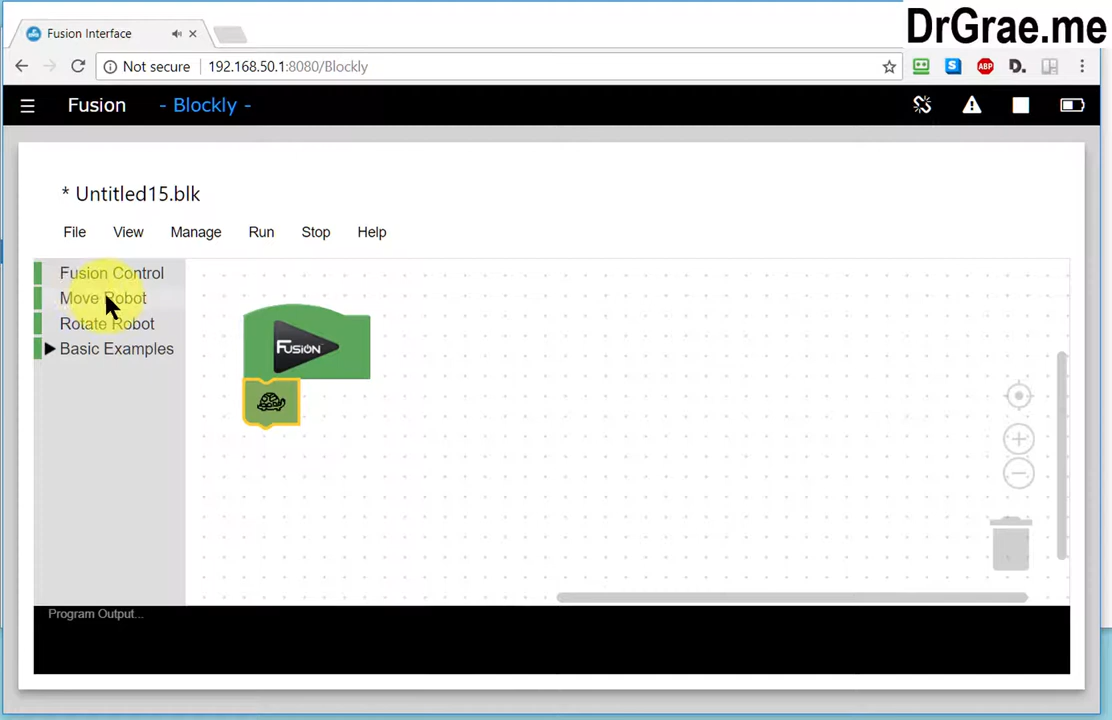 DrGrae.me
Fusion Interface
Not secure 192.168.50.1:8080/Blockly
ABP D.
Fusion - Blockly -
* Untitled15.blk
File View Manage Run Stop Help
Fusion Control
Move Robot
Rotate Robot
Basic Examples
FUSION
Program Output...